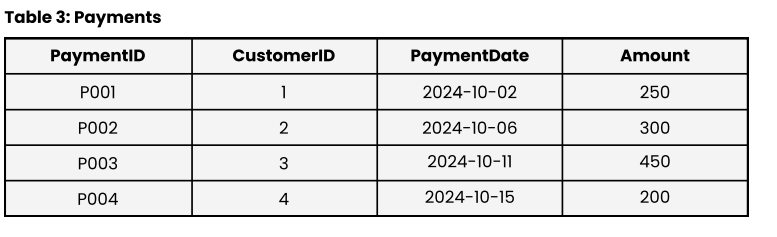 Table 3: Payments
PaymentID CustomerID PaymentDate Amount
P001 1 2024-10-02 250
P002 2 2024-10-06 300
P003 3 2024-10-11 450
P004 4 2024-10-15 200